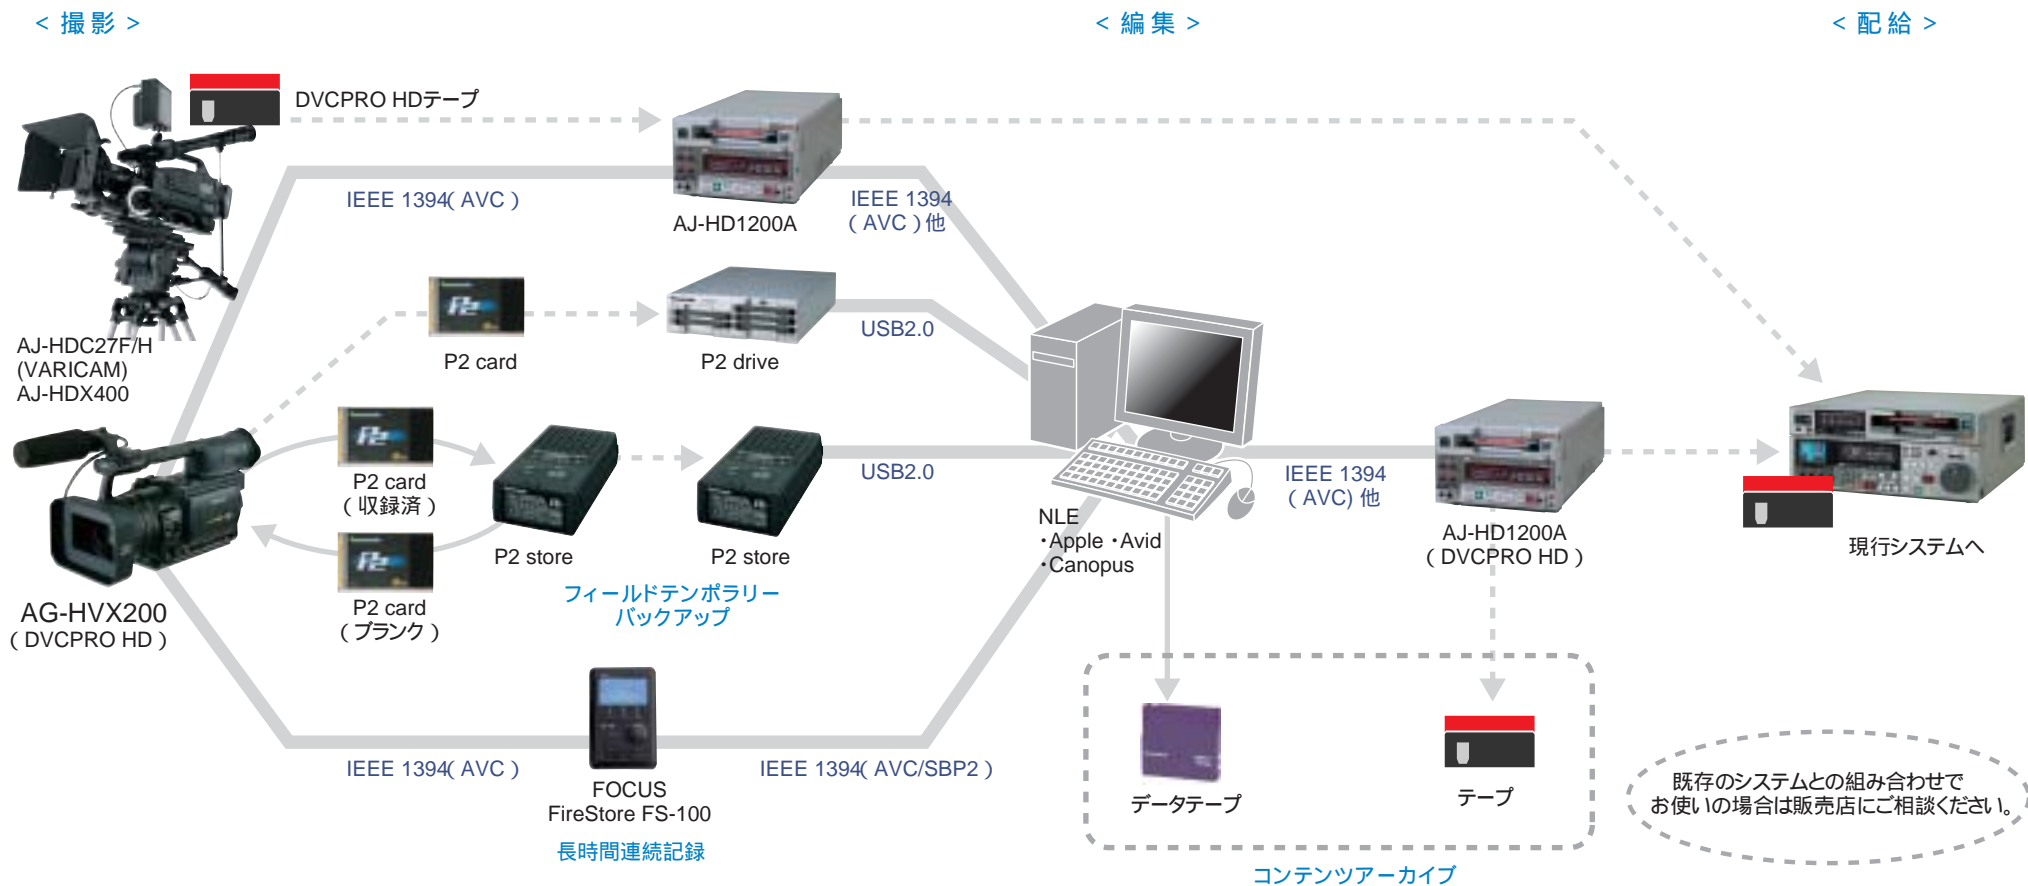 < 撮 影 >
< 編 集 >
< 配 給 >
DVCPRO HDテープ
IEEE 1394( AVC )
AJ-HD1200A
IEEE 1394
( AVC ) 他
AJ-HDC27F/H
(VARICAM)
AJ-HDX400
P2 card
P2 drive
USB2.0
P2 card
( 収録済 )
P2 store
P2 store
USB2.0
P2 card
( ブランク )
フィールドテンポラリー
バックアップ
AG-HVX200
( DVCPRO HD )
NLE
・Apple ・Avid
・Canopus
IEEE 1394
( AVC) 他
AJ-HD1200A
( DVCPRO HD )
現行システムへ
IEEE 1394( AVC )
FOCUS
FireStore FS-100
長時間連続記録
IEEE 1394( AVC/SBP2 )
データテープ
テープ
コンテンツアーカイブ
既存のシステムとの組み合わせで
お使いの場合は販売店にご相談ください。